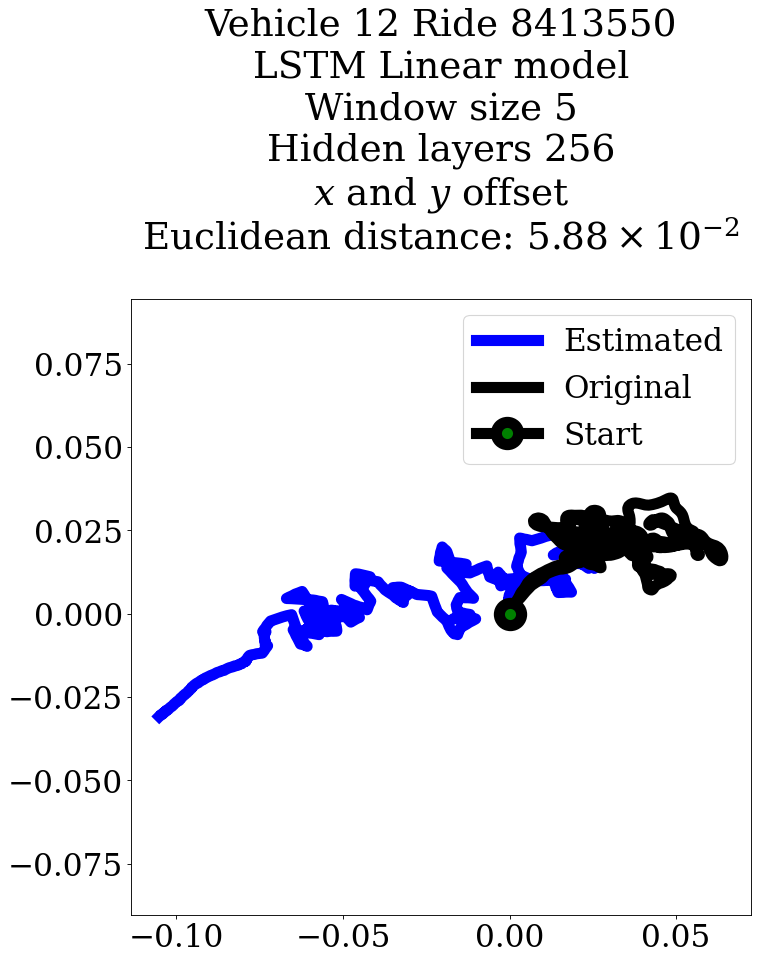 Vehicle 12 Ride 8413550
LSTM Linear model
Window size 5
Hidden layers 256
x and y offset
Euclidean distance: 5.88 × 10⁻²
Estimated
Original
Start
0.075
0.050
0.025
0.000
−0.025
−0.050
−0.075
−0.10
−0.05
0.00
0.05